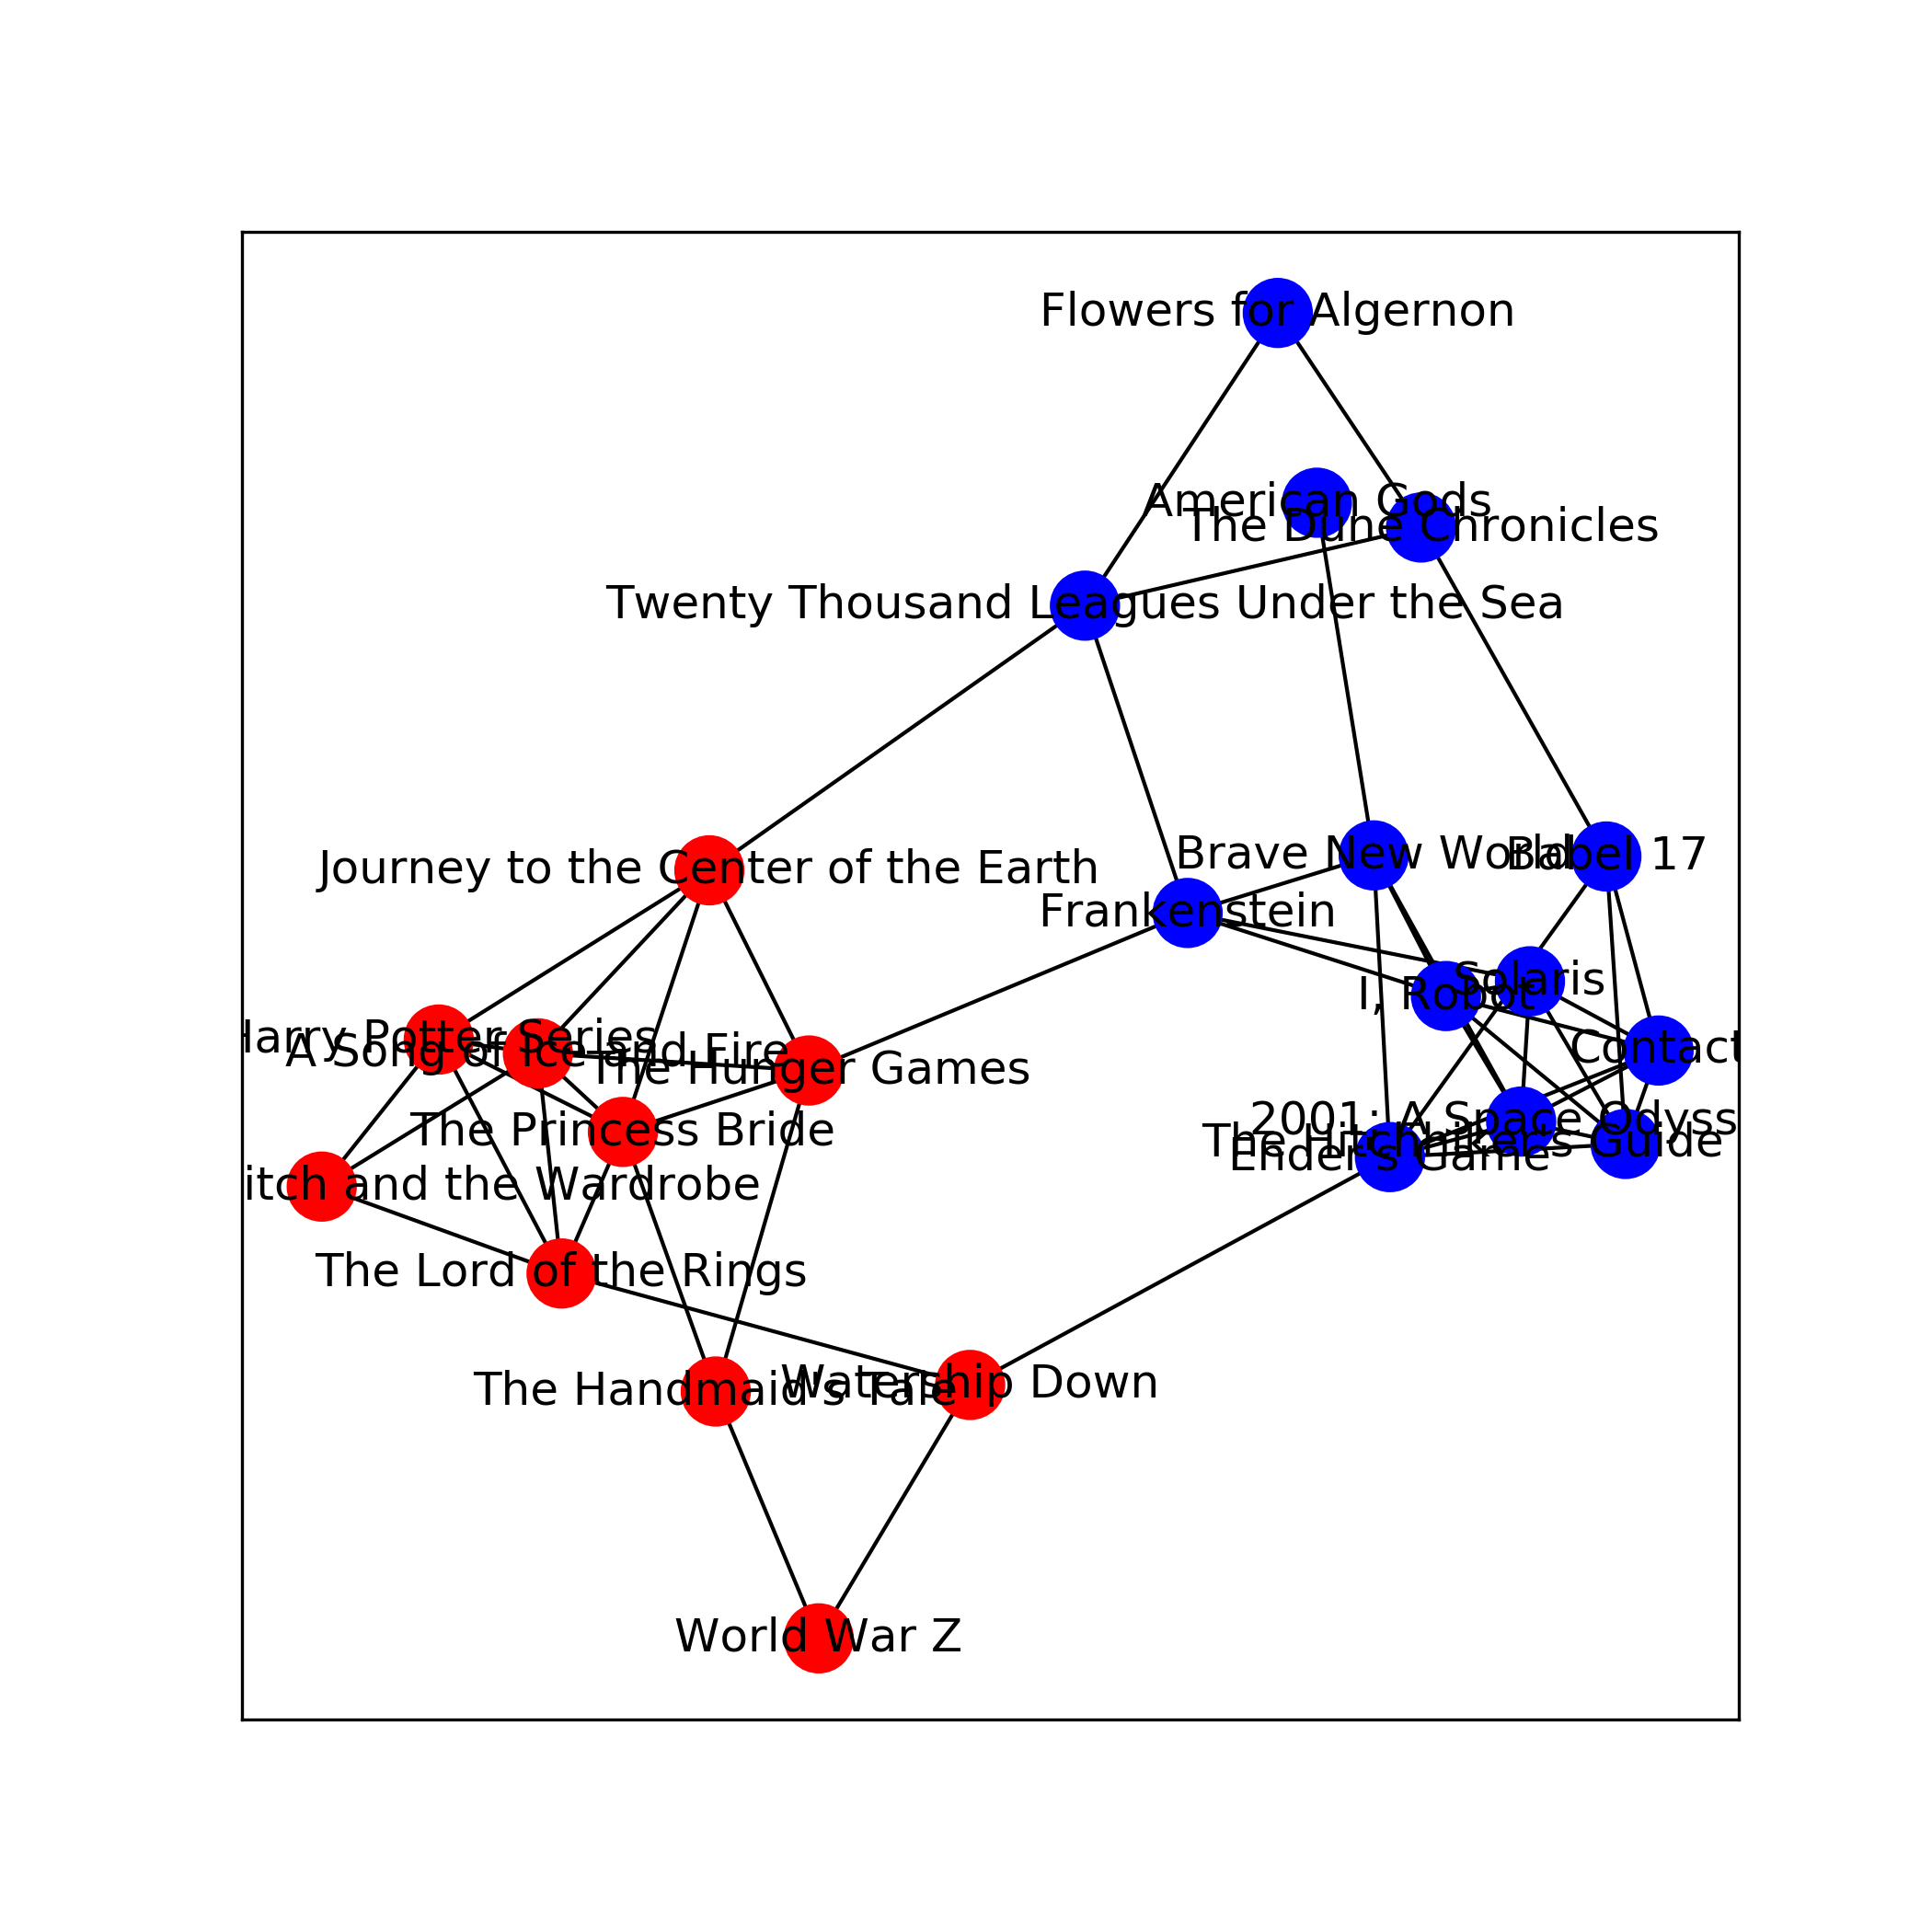 Flowers for Algernon
American Gods
The Dune Chronicles
Twenty Thousand Leagues Under the Sea
Brave New World
Babel 17
Journey to the Center of the Earth
Frankenstein
Solaris
I, Robot
Harry Potter Series
A Song of Ice and Fire
Contact
The Hunger Games
2001: A Space Odyss
The Princess Bride
The Hitchhiker's Guide
Ender's Game
itch and the Wardrobe
The Lord of the Rings
Watership Down
The Handmaid's Tale
World War Z